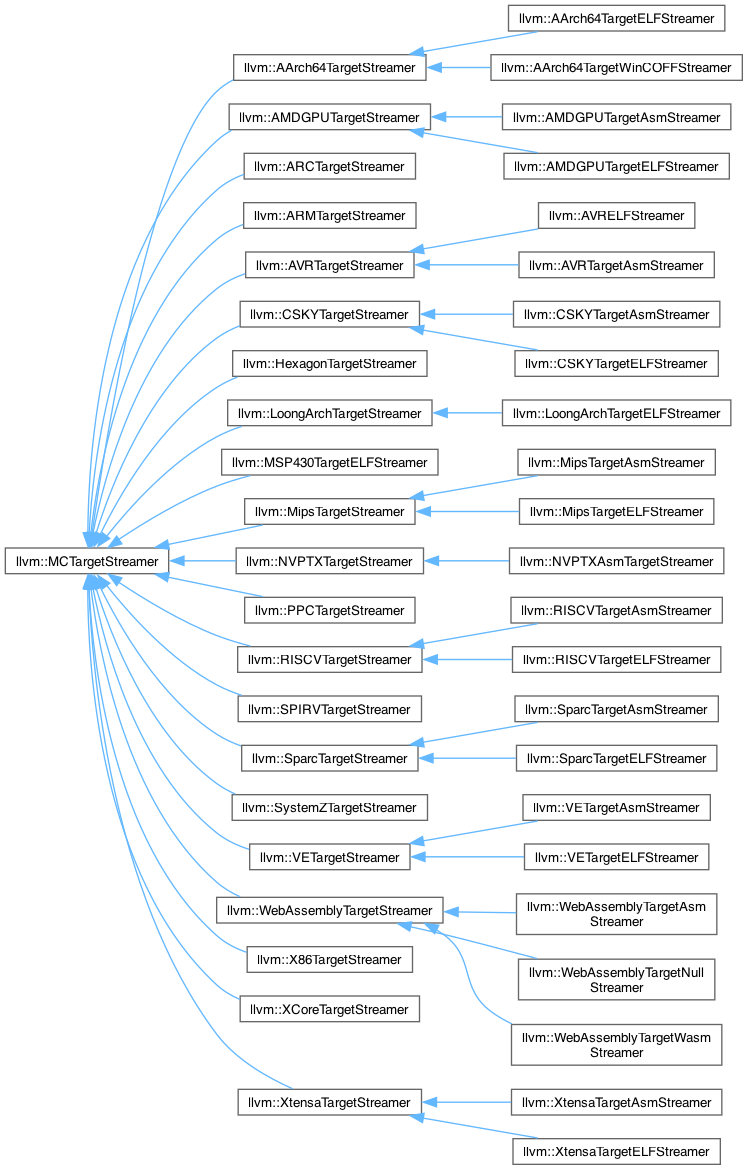 llvm::AArch64TargetELFStreamer
llvm::AArch64TargetStreamer
llvm::AArch64TargetWinCOFFStreamer
llvm::AMDGPUTargetStreamer
llvm::AMDGPUTargetAsmStreamer
llvm::AMDGPUTargetELFStreamer
llvm::ARCTargetStreamer
llvm::ARMTargetStreamer
llvm::AVRELFStreamer
llvm::AVRTargetStreamer
llvm::AVRTargetAsmStreamer
llvm::CSKYTargetStreamer
llvm::CSKYTargetAsmStreamer
llvm::CSKYTargetELFStreamer
llvm::HexagonTargetStreamer
llvm::LoongArchTargetStreamer
llvm::LoongArchTargetELFStreamer
llvm::MSP430TargetELFStreamer
llvm::MipsTargetAsmStreamer
llvm::MipsTargetStreamer
llvm::MipsTargetELFStreamer
llvm::MCTargetStreamer
llvm::NVPTXTargetStreamer
llvm::NVPTXAsmTargetStreamer
llvm::PPCTargetStreamer
llvm::RISCVTargetAsmStreamer
llvm::RISCVTargetStreamer
llvm::RISCVTargetELFStreamer
llvm::SPIRVTargetStreamer
llvm::SparcTargetAsmStreamer
llvm::SparcTargetStreamer
llvm::SparcTargetELFStreamer
llvm::SystemZTargetStreamer
llvm::VETargetAsmStreamer
llvm::VETargetStreamer
llvm::VETargetELFStreamer
llvm::WebAssemblyTargetStreamer
llvm::WebAssemblyTargetAsm
Streamer
llvm::X86TargetStreamer
llvm::WebAssemblyTargetNull
Streamer
llvm::XCoreTargetStreamer
llvm::WebAssemblyTargetWasm
Streamer
llvm::XtensaTargetStreamer
llvm::XtensaTargetAsmStreamer
llvm::XtensaTargetELFStreamer